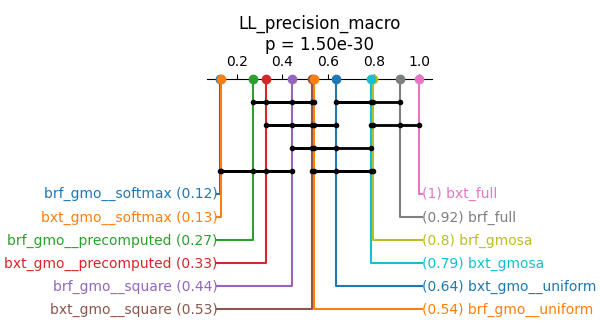 LL_precision_macro
p = 1.50e-30
0.2 0.4 0.6 0.8 1.0
brf_gmo__softmax (0.12) (1) bxt_full
bxt_gmo__softmax (0.13) (0.92) brf_full
brf_gmo__precomputed (0.27) (0.8) brf_gmosa
bxt_gmo__precomputed (0.33) (0.79) bxt_gmosa
brf_gmo__square (0.44) (0.64) bxt_gmo__uniform
bxt_gmo__square (0.53) (0.54) brf_gmo__uniform